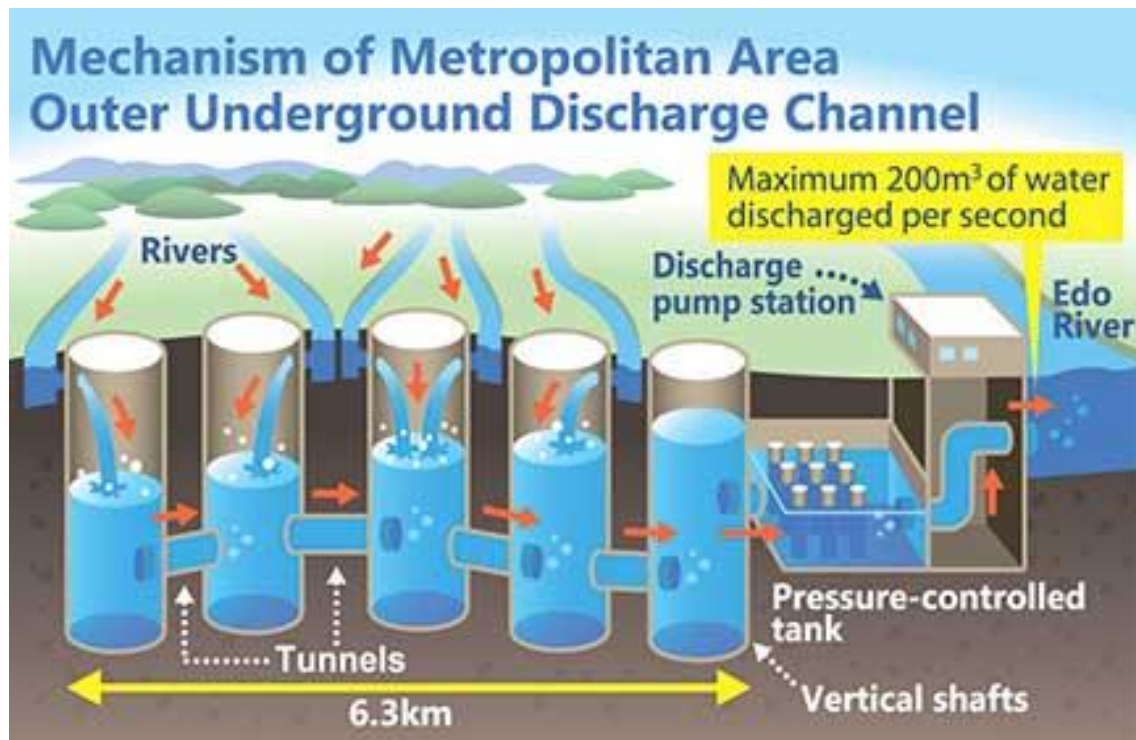 Mechanism of Metropolitan Area
Outer Underground Discharge Channel
Maximum 200m³ of water
discharged per second
Rivers
Discharge
pump station
Edo
River
Pressure-controlled
tank
Tunnels
Vertical shafts
6.3km